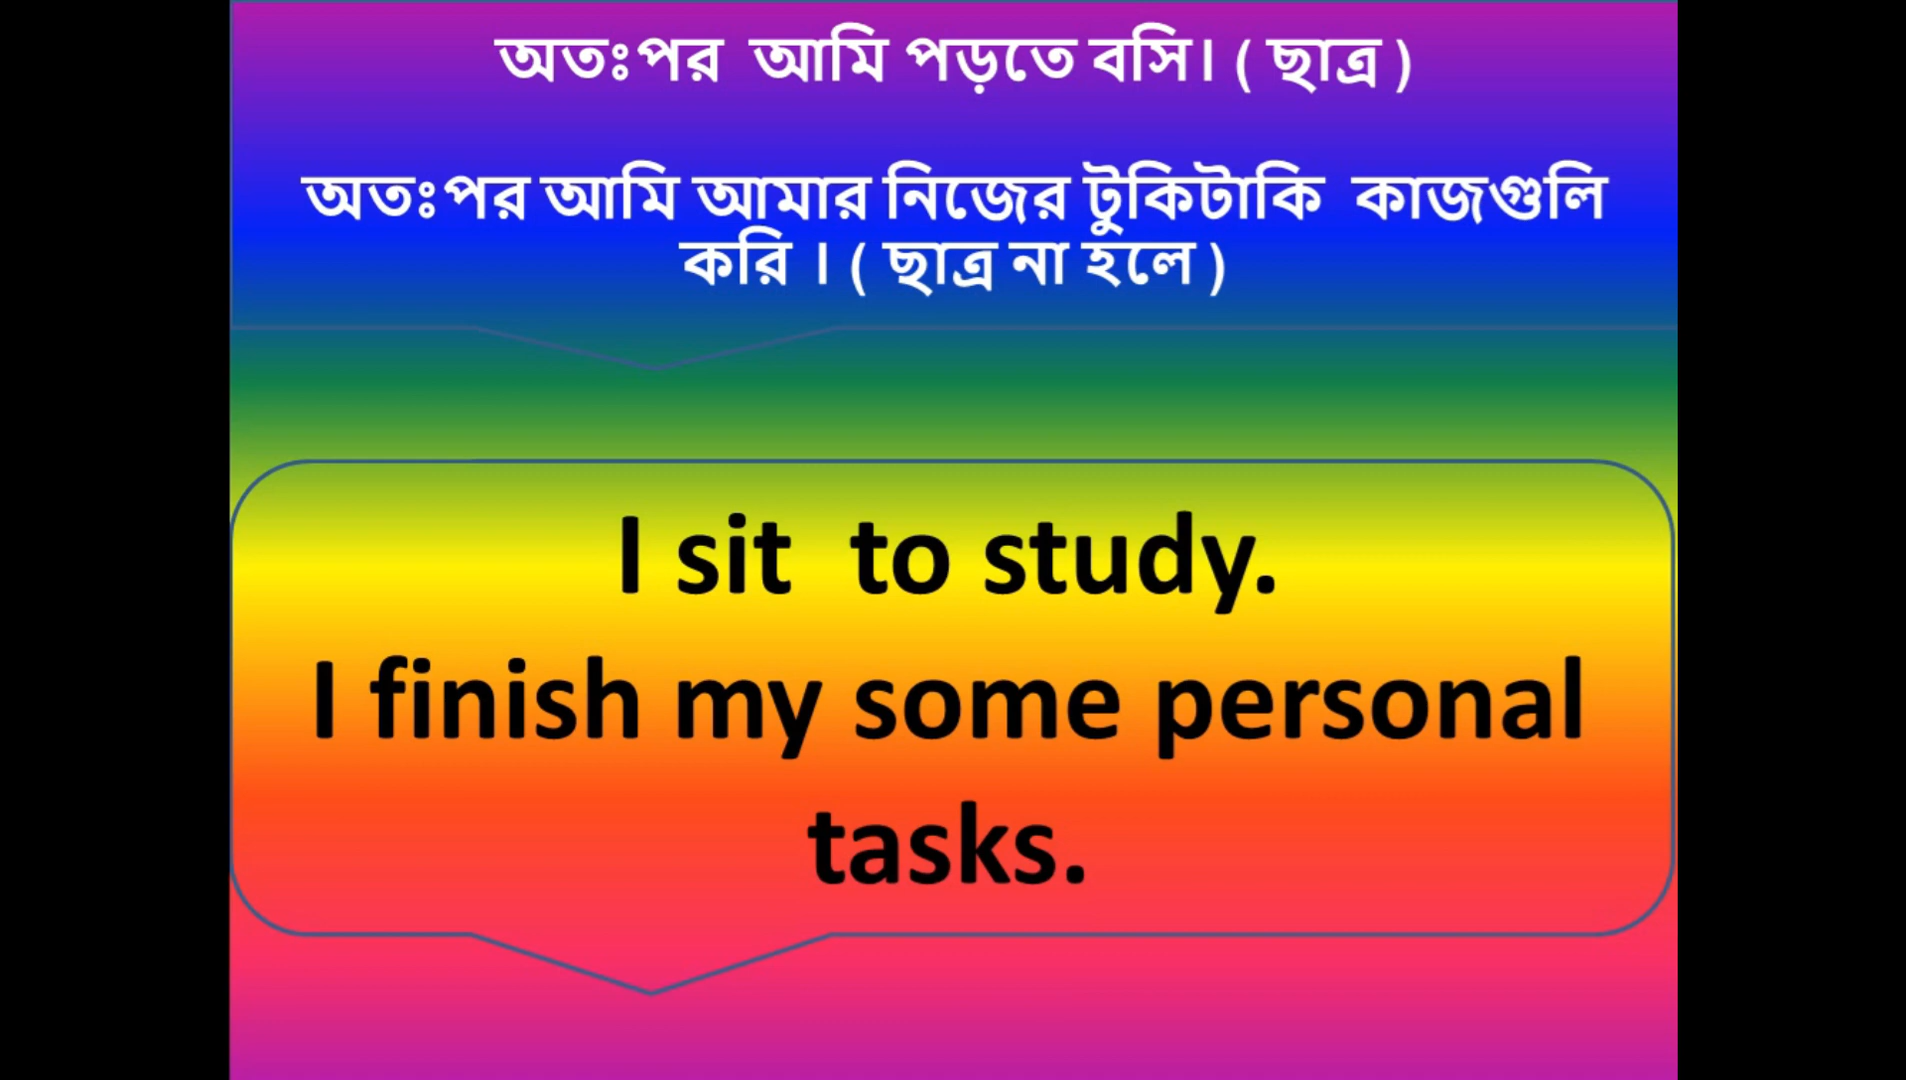 অতঃপর আমি পড়তে বসি। ( ছাত্র )
অতঃপর আমি আমার নিজের টুকিটাকি কাজগুলি
করি । ( ছাত্র না হলে )
I sit to study.
I finish my some personal
tasks.